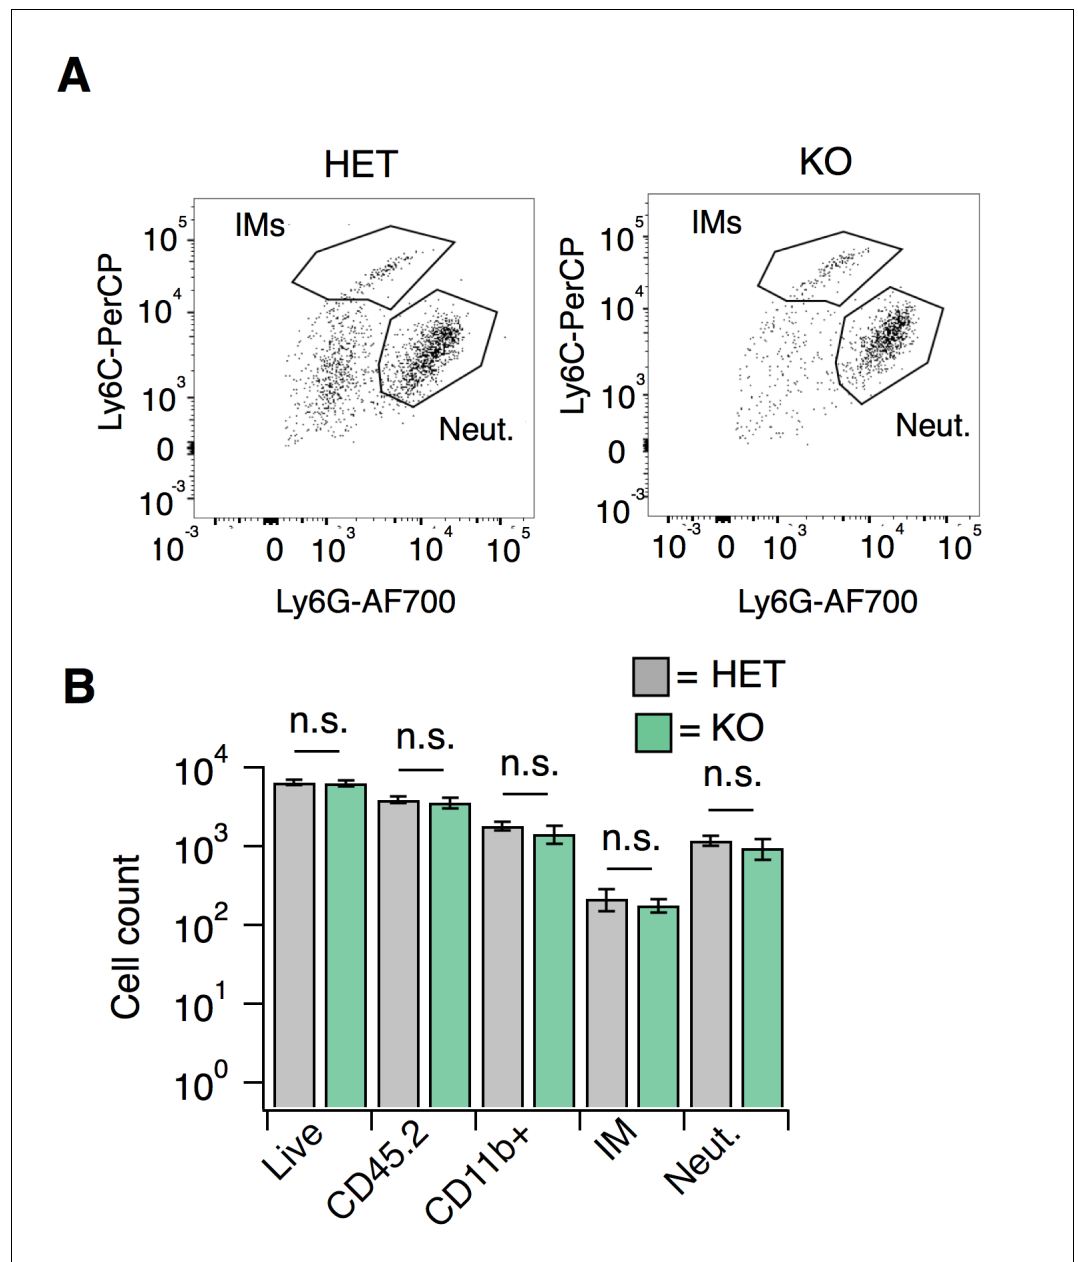 A
HET
KO
IMs
IMs
10^5
10^4
10^3
0
10^-3
Ly6C-PerCP
Neut.
10^-3 0 10^3 10^4 10^5
Ly6G-AF700
10^5
10^4
10^3
0
10^-3
Ly6C-PerCP
Neut.
10^-3 0 10^3 10^4 10^5
Ly6G-AF700
B
= HET
= KO
n.s.
n.s.
n.s.
n.s.
n.s.
10^4
10^3
10^2
10^1
10^0
Cell count
Live
CD45.2
CD11b+
IM
Neut.